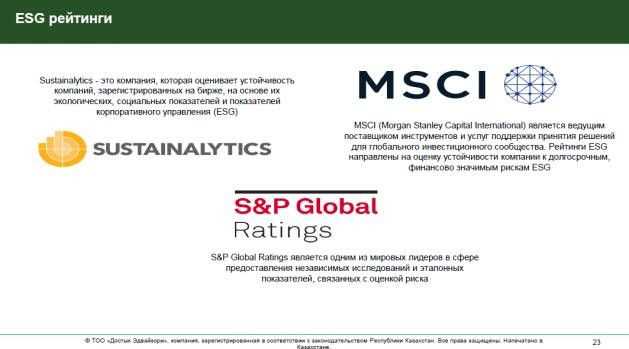 ESG рейтинги
Sustainalytics - это компания, которая оценивает устойчивость
компаний, зарегистрированных на бирже, на основе их
экологических, социальных показателей и показателей
корпоративного управления (ESG)
SUSTAINALYTICS
MSCI
MSCI (Morgan Stanley Capital International) является ведущим
поставщиком инструментов и услуг поддержки принятия решений
для глобального инвестиционного сообщества. Рейтинги ESG
направлены на оценку устойчивости компании к долгосрочным,
финансово значимым рискам ESG
S&P Global
Ratings
S&P Global Ratings является одним из мировых лидеров в сфере
предоставления независимых исследований и эталонных
показателей, связанных с оценкой риска
© ТОО «Достык Эдвайзори», компания, зарегистрированная в соответствии с законодательством Республики Казахстан. Все права защищены. Напечатано в
Казахстане.
23